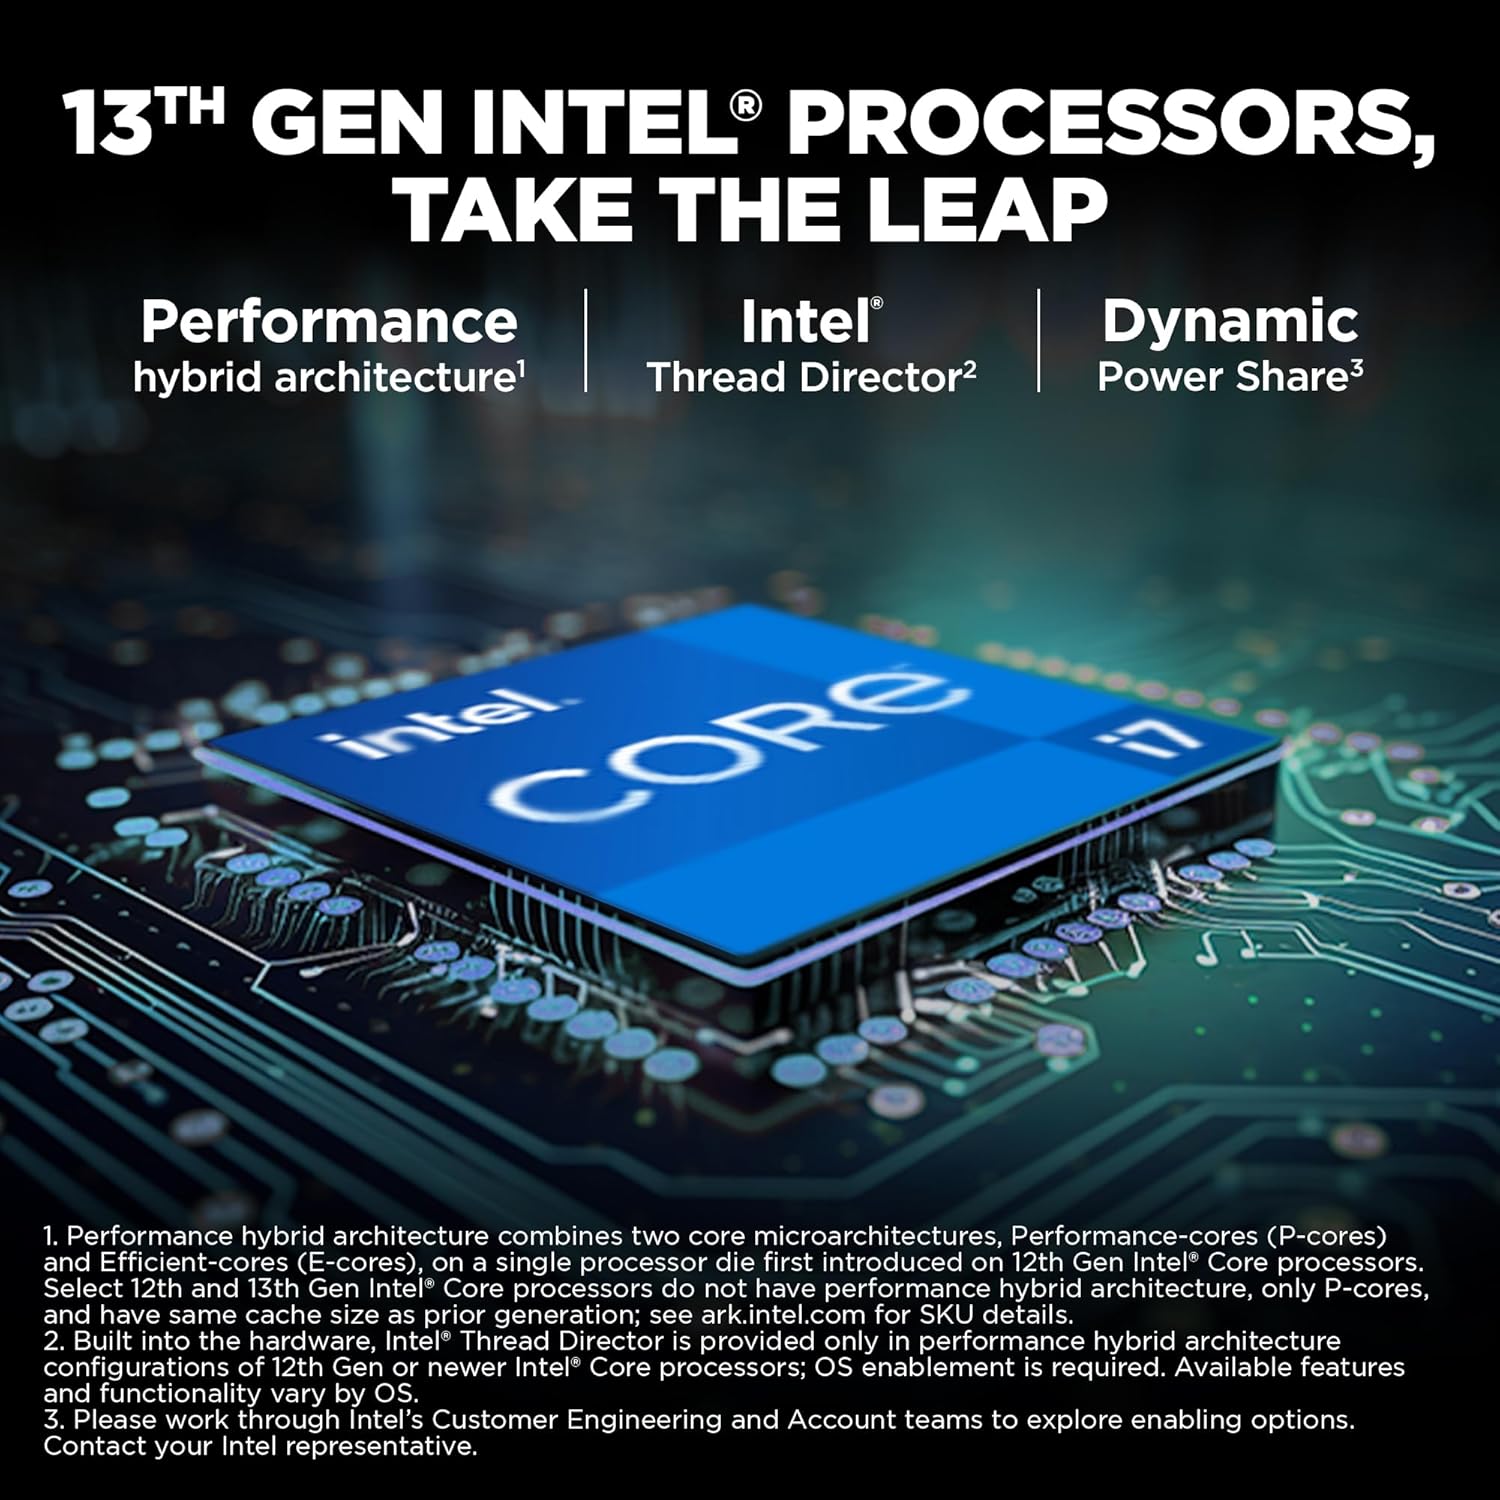 13TH GEN INTEL® PROCESSORS,
TAKE THE LEAP
Performance
hybrid architecture¹
Intel®
Thread Director²
Dynamic
Power Share³
intel.
CORE
i7
1. Performance hybrid architecture combines two core microarchitectures, Performance-cores (P-cores)
and Efficient-cores (E-cores), on a single processor die first introduced on 12th Gen Intel® Core processors.
Select 12th and 13th Gen Intel® Core processors do not have performance hybrid architecture, only P-cores,
and have same cache size as prior generation; see ark.intel.com for SKU details.
2. Built into the hardware, Intel® Thread Director is provided only in performance hybrid architecture
configurations of 12th Gen or newer Intel® Core processors; OS enablement is required. Available features
and functionality vary by OS.
3. Please work through Intel's Customer Engineering and Account teams to explore enabling options.
Contact your Intel representative.